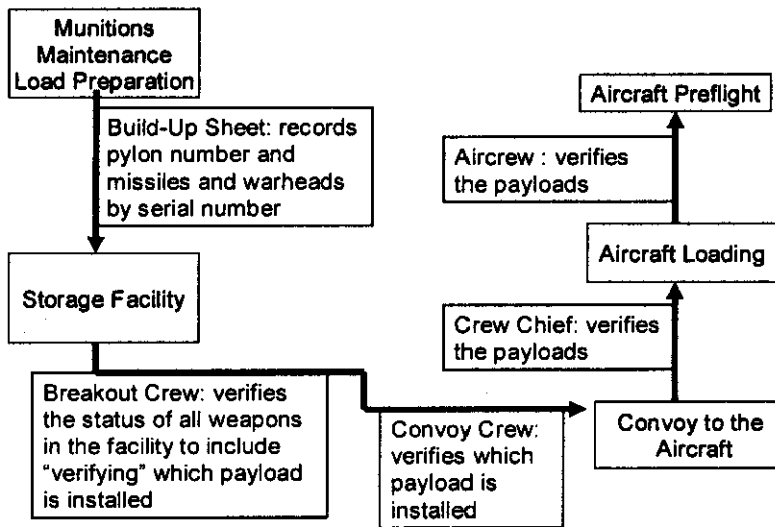 Munitions
Maintenance
Load Preparation
Build-Up Sheet: records
pylon number and
missiles and warheads
by serial number
Storage Facility
Breakout Crew: verifies
the status of all weapons
in the facility to include
“verifying” which payload
is installed
Convoy Crew:
verifies which
payload is
installed
Convoy to the
Aircraft
Crew Chief: verifies
the payloads
Aircraft Loading
Aircrew : verifies
the payloads
Aircraft Preflight